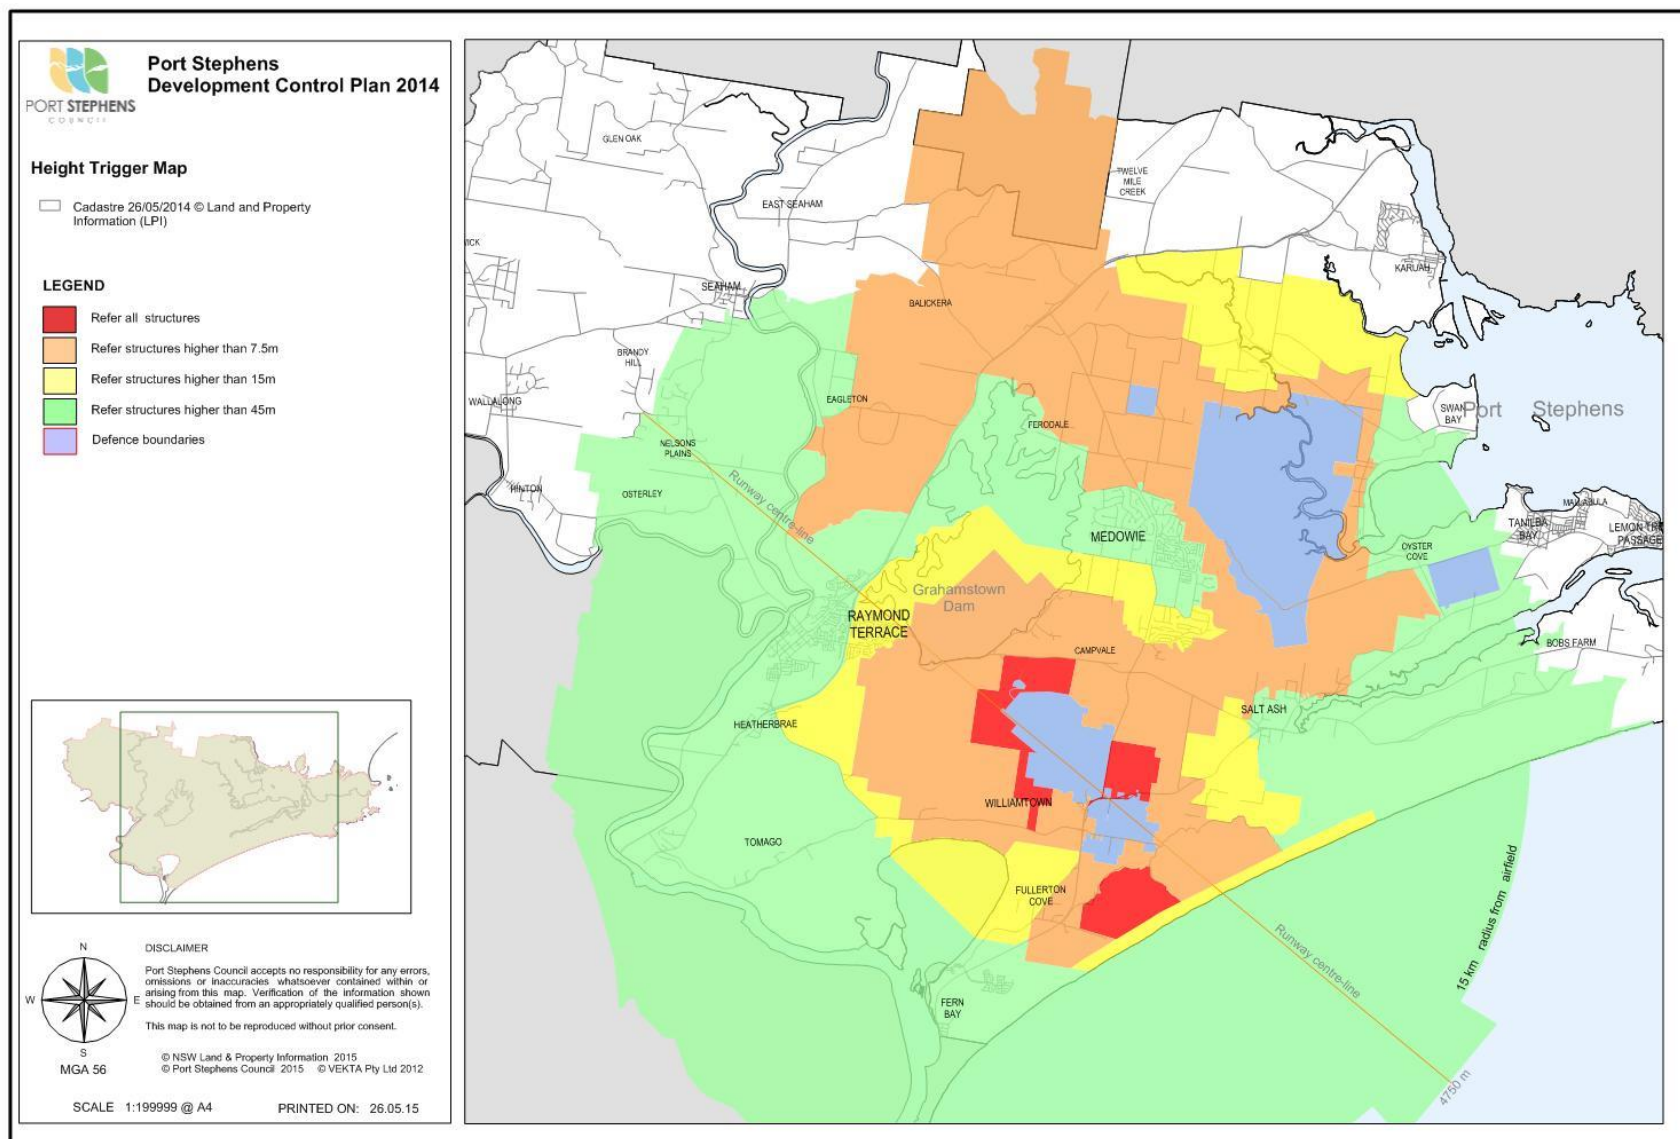 PORT STEPHENS
COUNCIL
Port Stephens
Development Control Plan 2014
Height Trigger Map
Cadastre 26/05/2014 © Land and Property
Information (LPI)
LEGEND
Refer all structures
Refer structures higher than 7.5m
Refer structures higher than 15m
Refer structures higher than 45m
Defence boundaries
N
W
E
S
MGA 56
DISCLAIMER
Port Stephens Council accepts no responsibility for any errors,
omissions or inaccuracies whatsoever contained within or
arising from this map. Verification of the information shown
should be obtained from an appropriately qualified person(s).
This map is not to be reproduced without prior consent.
© NSW Land & Property Information 2015
© Port Stephens Council 2015 © VEKTA Pty Ltd 2012
SCALE 1:199999 @ A4
PRINTED ON: 26.05.15
GLEN OAK
TWELVE
MILE
CREEK
EAST SEAHAM
KARUAH
SEAHAM
BALICKERA
BRANDY
HILL
WALLALONG
EAGLETON
SWAN
BAY
Port Stephens
FERODALE
NELSONS
PLAINS
HINTON
OSTERLEY
Runway centre-line
MALLABULA
TANILBA
BAY
LEMON TREE
PASSAGE
MEDOWIE
OYSTER
COVE
Grahamstown
Dam
RAYMOND
TERRACE
BOBS FARM
CAMPVALE
SALT ASH
HEATHERBRAE
WILLIAMTOWN
TOMAGO
FULLERTON
COVE
15 km radius from airfield
Runway centre-line
FERN
BAY
4750 m